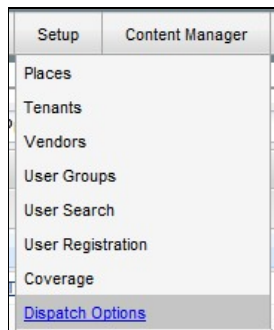 Setup Content Manager
Places
Tenants
Vendors
User Groups
User Search
User Registration
Coverage
Dispatch Options